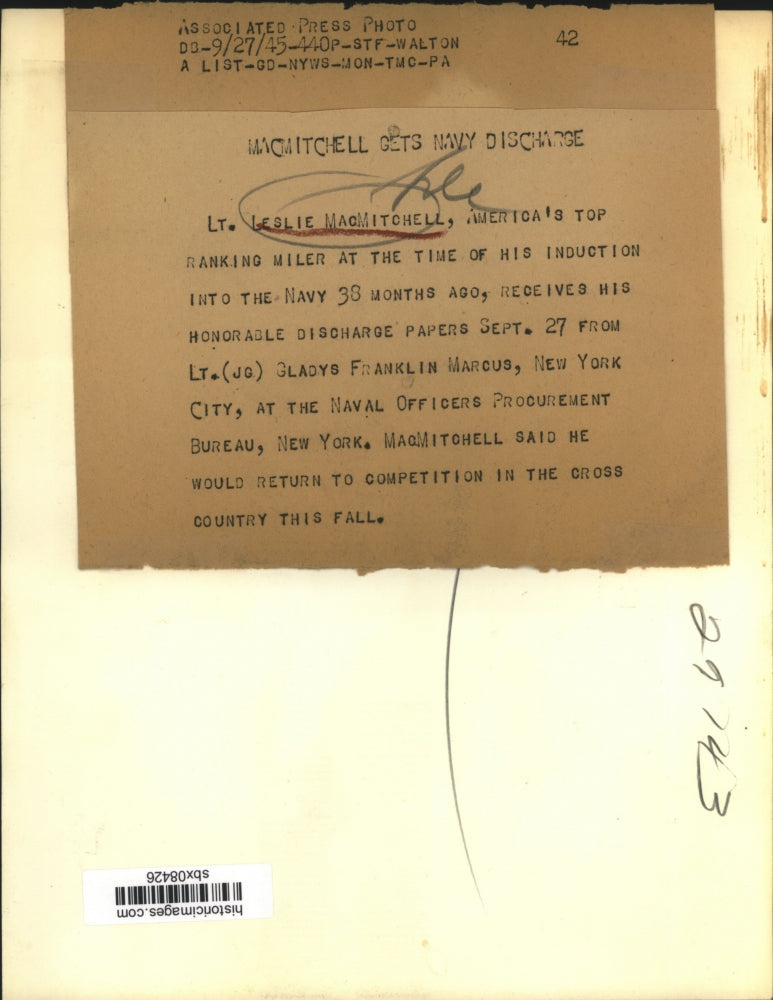 ASSOCIATED PRESS PHOTO
DB-9/27/45-440P-STF-WALTON
42
A LIST-GD-NYWS-MON-TMC-PA
MACMITCHELL GETS NAVY DISCHARGE
LT. LESLIE MACMITCHELL, AMERICA'S TOP
RANKING MILER AT THE TIME OF HIS INDUCTION
INTO THE NAVY 38 MONTHS AGO, RECEIVES HIS
HONORABLE DISCHARGE PAPERS SEPT. 27 FROM
LT.(JG) GLADYS FRANKLIN MARCUS, NEW YORK
CITY, AT THE NAVAL OFFICERS PROCUREMENT
BUREAU, NEW YORK. MACMITCHELL SAID HE
WOULD RETURN TO COMPETITION IN THE CROSS
COUNTRY THIS FALL.
historicimages.com
sbx08426